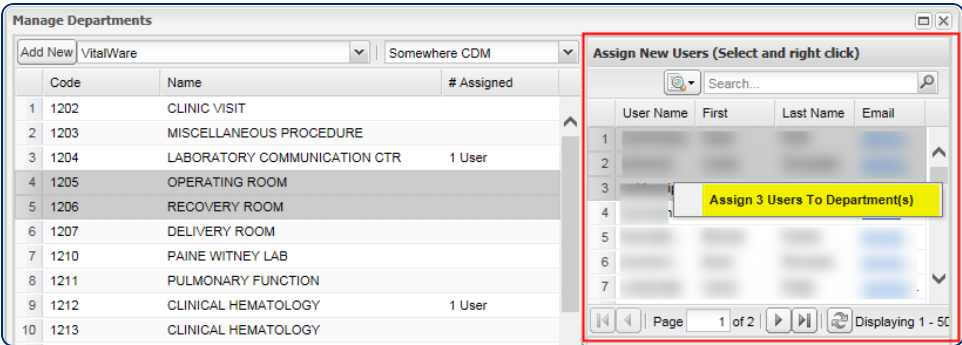 Manage Departments
Add New VitalWare Somewhere CDM
Code Name # Assigned
1 1202 CLINIC VISIT
2 1203 MISCELLANEOUS PROCEDURE
3 1204 LABORATORY COMMUNICATION CTR 1 User
4 1205 OPERATING ROOM
5 1206 RECOVERY ROOM
6 1207 DELIVERY ROOM
7 1210 PAINE WITNEY LAB
8 1211 PULMONARY FUNCTION
9 1212 CLINICAL HEMATOLOGY 1 User
10 1213 CLINICAL HEMATOLOGY
Assign New Users (Select and right click)
Search...
User Name First Last Name Email
1
2
3
Assign 3 Users To Department(s)
4
5
6
7
Page 1 of 2 Displaying 1 - 50